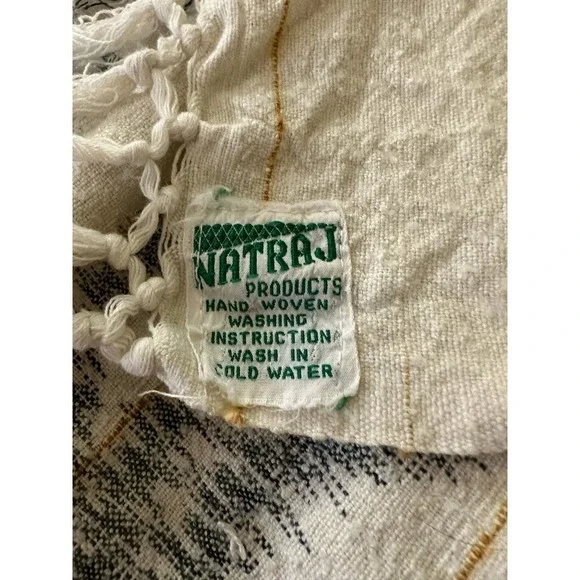 NATRAJ
PRODUCTS
HAND WOVEN
WASHING
INSTRUCTION
WASH IN
COLD WATER